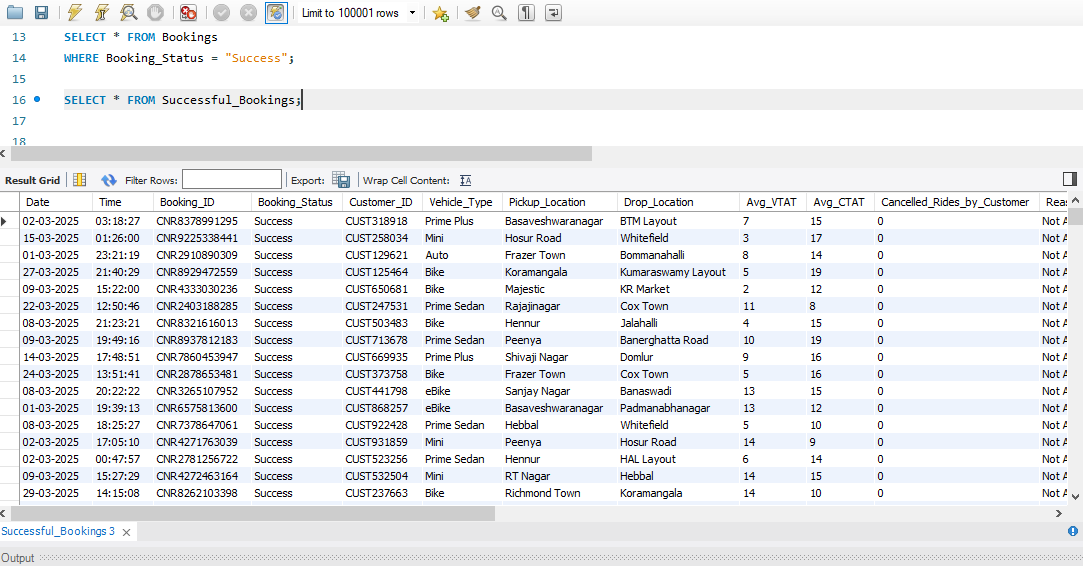 Limit to 100001 rows
13 SELECT * FROM Bookings
14 WHERE Booking_Status = "Success";
15
16 SELECT * FROM Successful_Bookings;
17
18
Result Grid Filter Rows: Export: Wrap Cell Content:
Date Time Booking_ID Booking_Status Customer_ID Vehicle_Type Pickup_Location Drop_Location Avg_VTAT Avg_CTAT Cancelled_Rides_by_Customer Reas
02-03-2025 03:18:27 CNR8378991295 Success CUST318918 Prime Plus Basaveshwaranagar BTM Layout 7 15 0 Not A
15-03-2025 01:26:00 CNR9225338441 Success CUST258034 Mini Hosur Road Whitefield 3 17 0 Not A
01-03-2025 23:21:19 CNR2910890309 Success CUST129621 Auto Frazer Town Bommanahalli 8 14 0 Not A
27-03-2025 21:40:29 CNR8929472559 Success CUST125464 Bike Koramangala Kumaraswamy Layout 5 19 0 Not A
09-03-2025 15:22:00 CNR4333030236 Success CUST650681 Bike Majestic KR Market 2 12 0 Not A
22-03-2025 12:50:46 CNR2403188285 Success CUST247531 Prime Sedan Rajajinagar Cox Town 11 8 0 Not A
08-03-2025 21:23:21 CNR8321616013 Success CUST503483 Bike Hennur Jalahalli 4 15 0 Not A
09-03-2025 19:49:16 CNR8937812183 Success CUST713678 Prime Sedan Peenya Banerghatta Road 10 19 0 Not A
14-03-2025 17:48:51 CNR7860453947 Success CUST669935 Prime Plus Shivaji Nagar Domlur 9 16 0 Not A
24-03-2025 13:51:41 CNR2878653481 Success CUST373758 Bike Frazer Town Cox Town 5 16 0 Not A
08-03-2025 20:22:22 CNR3265107952 Success CUST441798 eBike Sanjay Nagar Banaswadi 13 15 0 Not A
01-03-2025 19:39:13 CNR6575813600 Success CUST868257 eBike Basaveshwaranagar Padmanabhanagar 13 12 0 Not A
08-03-2025 18:25:27 CNR7378647061 Success CUST922428 Prime Sedan Hebbal Whitefield 5 10 0 Not A
02-03-2025 17:05:10 CNR4271763039 Success CUST931859 Mini Peenya Hosur Road 14 9 0 Not A
02-03-2025 00:47:57 CNR2781256722 Success CUST523256 Prime Sedan Hennur HAL Layout 6 14 0 Not A
09-03-2025 15:27:29 CNR4272463164 Success CUST532504 Mini RT Nagar Hebbal 14 15 0 Not A
29-03-2025 14:15:08 CNR8262103398 Success CUST237663 Bike Richmond Town Koramangala 14 10 0 Not A
Successful_Bookings 3
Output